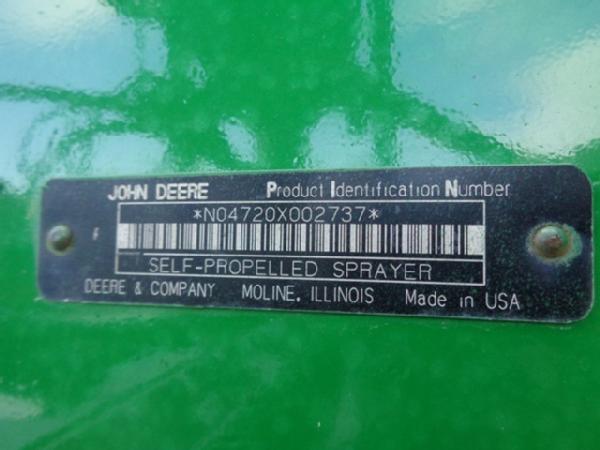 JOHN DEERE Product Identification Number
*N04720X002737*
F
SELF-PROPELLED SPRAYER
DEERE & COMPANY MOLINE, ILLINOIS Made in USA